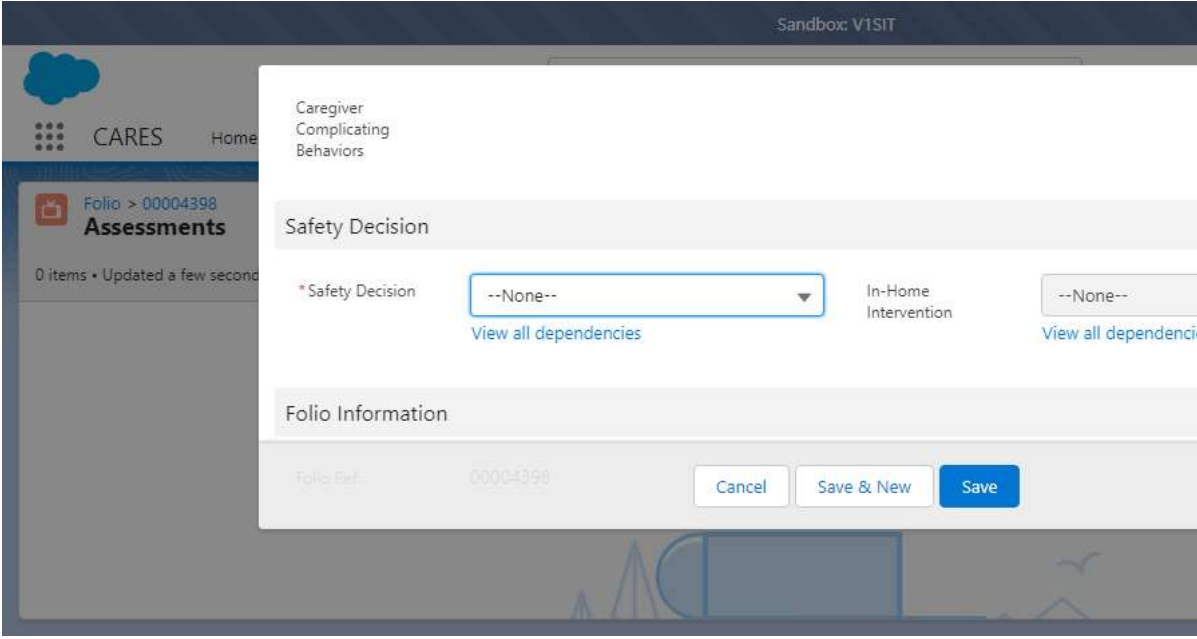 Sandbox: V1SIT
CARES Home
Folio > 00004398
Assessments
0 items • Updated a few second
Caregiver
Complicating
Behaviors
Safety Decision
*Safety Decision
--None--
View all dependencies
In-Home
Intervention
--None--
View all dependenci
Folio Information
Folio Ref 00004398
Cancel Save & New Save